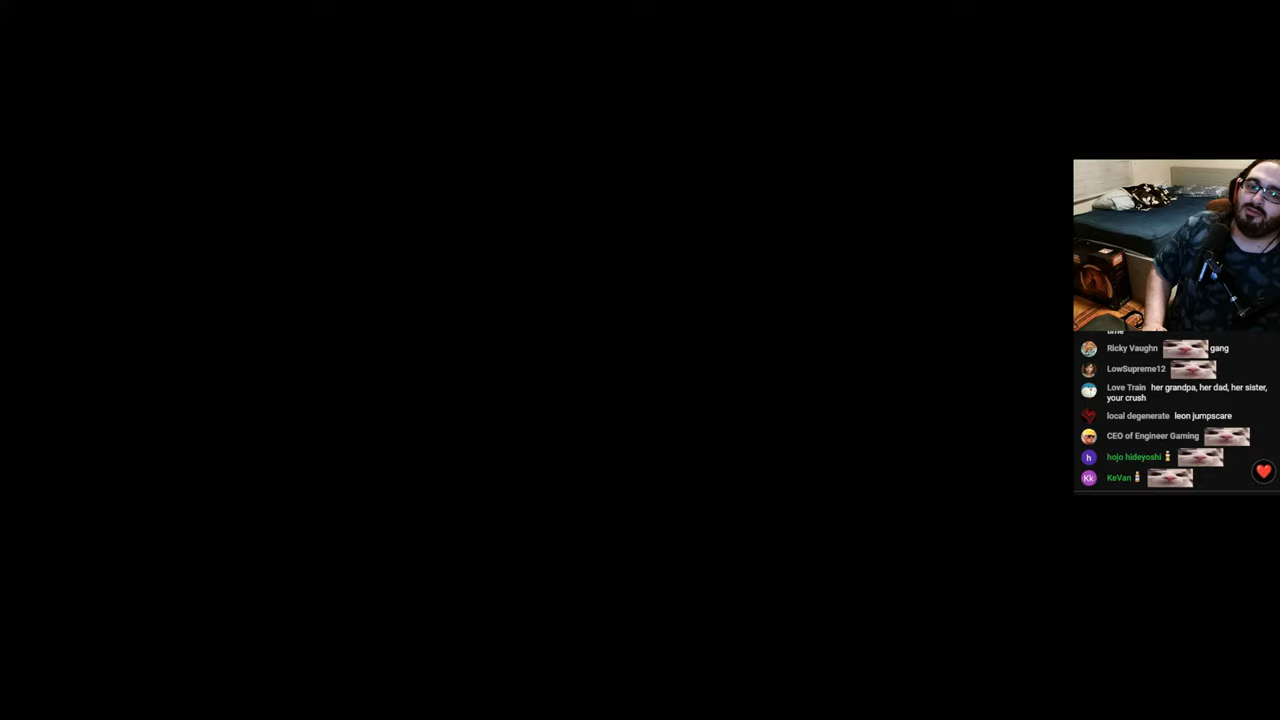 Ricky Vaughn gang
LowSupreme12
Love Train her grandpa, her dad, her sister,
your crush
local degenerate leon jumpscare
CEO of Engineer Gaming
h hojo hideyoshi
Kk KeVan